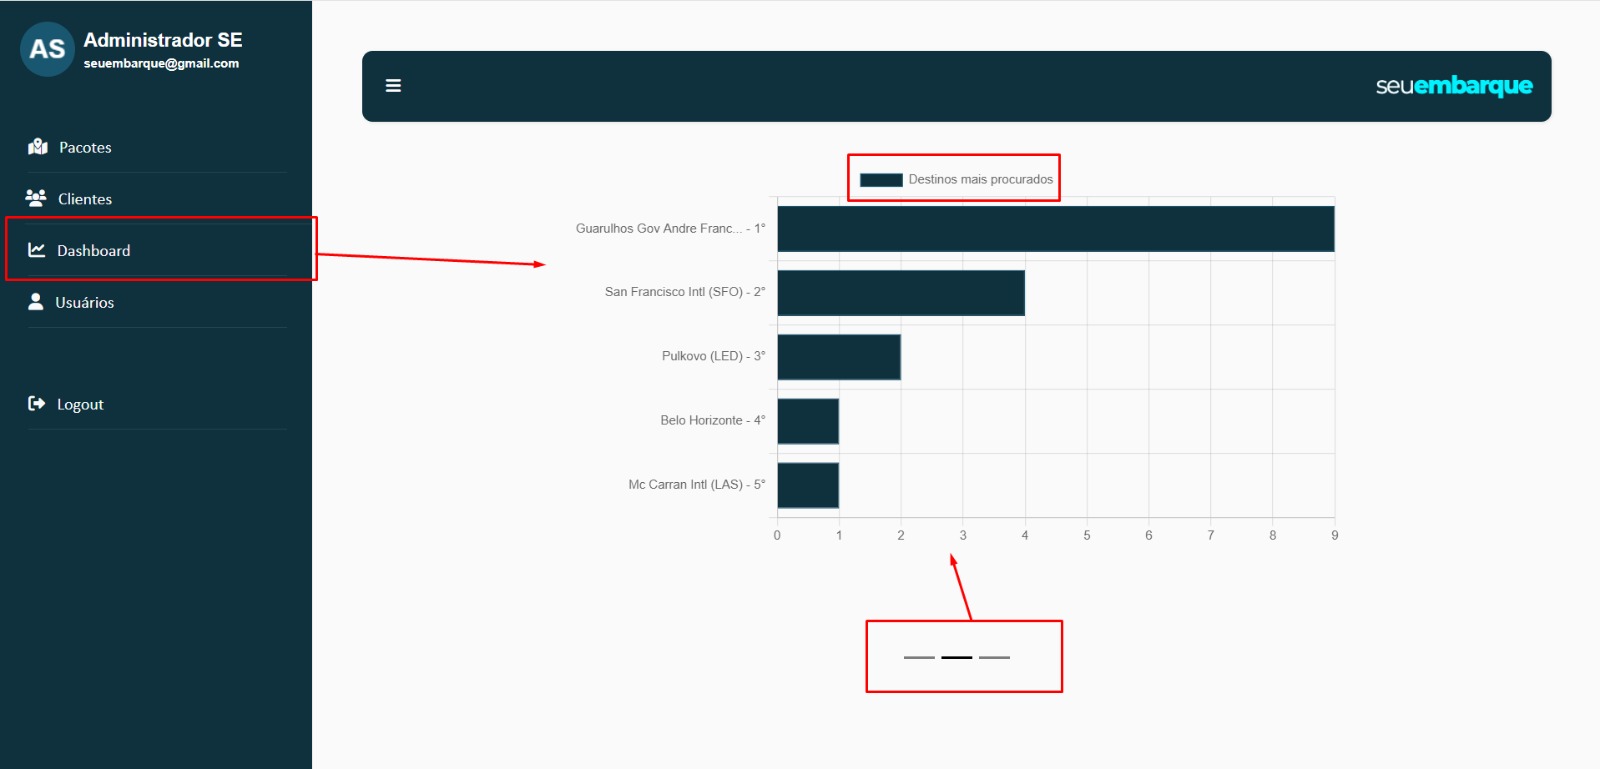 AS
Administrador SE
seuembarque@gmail.com
Pacotes
Clientes
Dashboard
Usuários
Logout
seuembarque
Destinos mais procurados
Guarulhos Gov Andre Franc... - 1°
San Francisco Intl (SFO) - 2°
Pulkovo (LED) - 3°
Belo Horizonte - 4°
Mc Carran Intl (LAS) - 5°
0 1 2 3 4 5 6 7 8 9